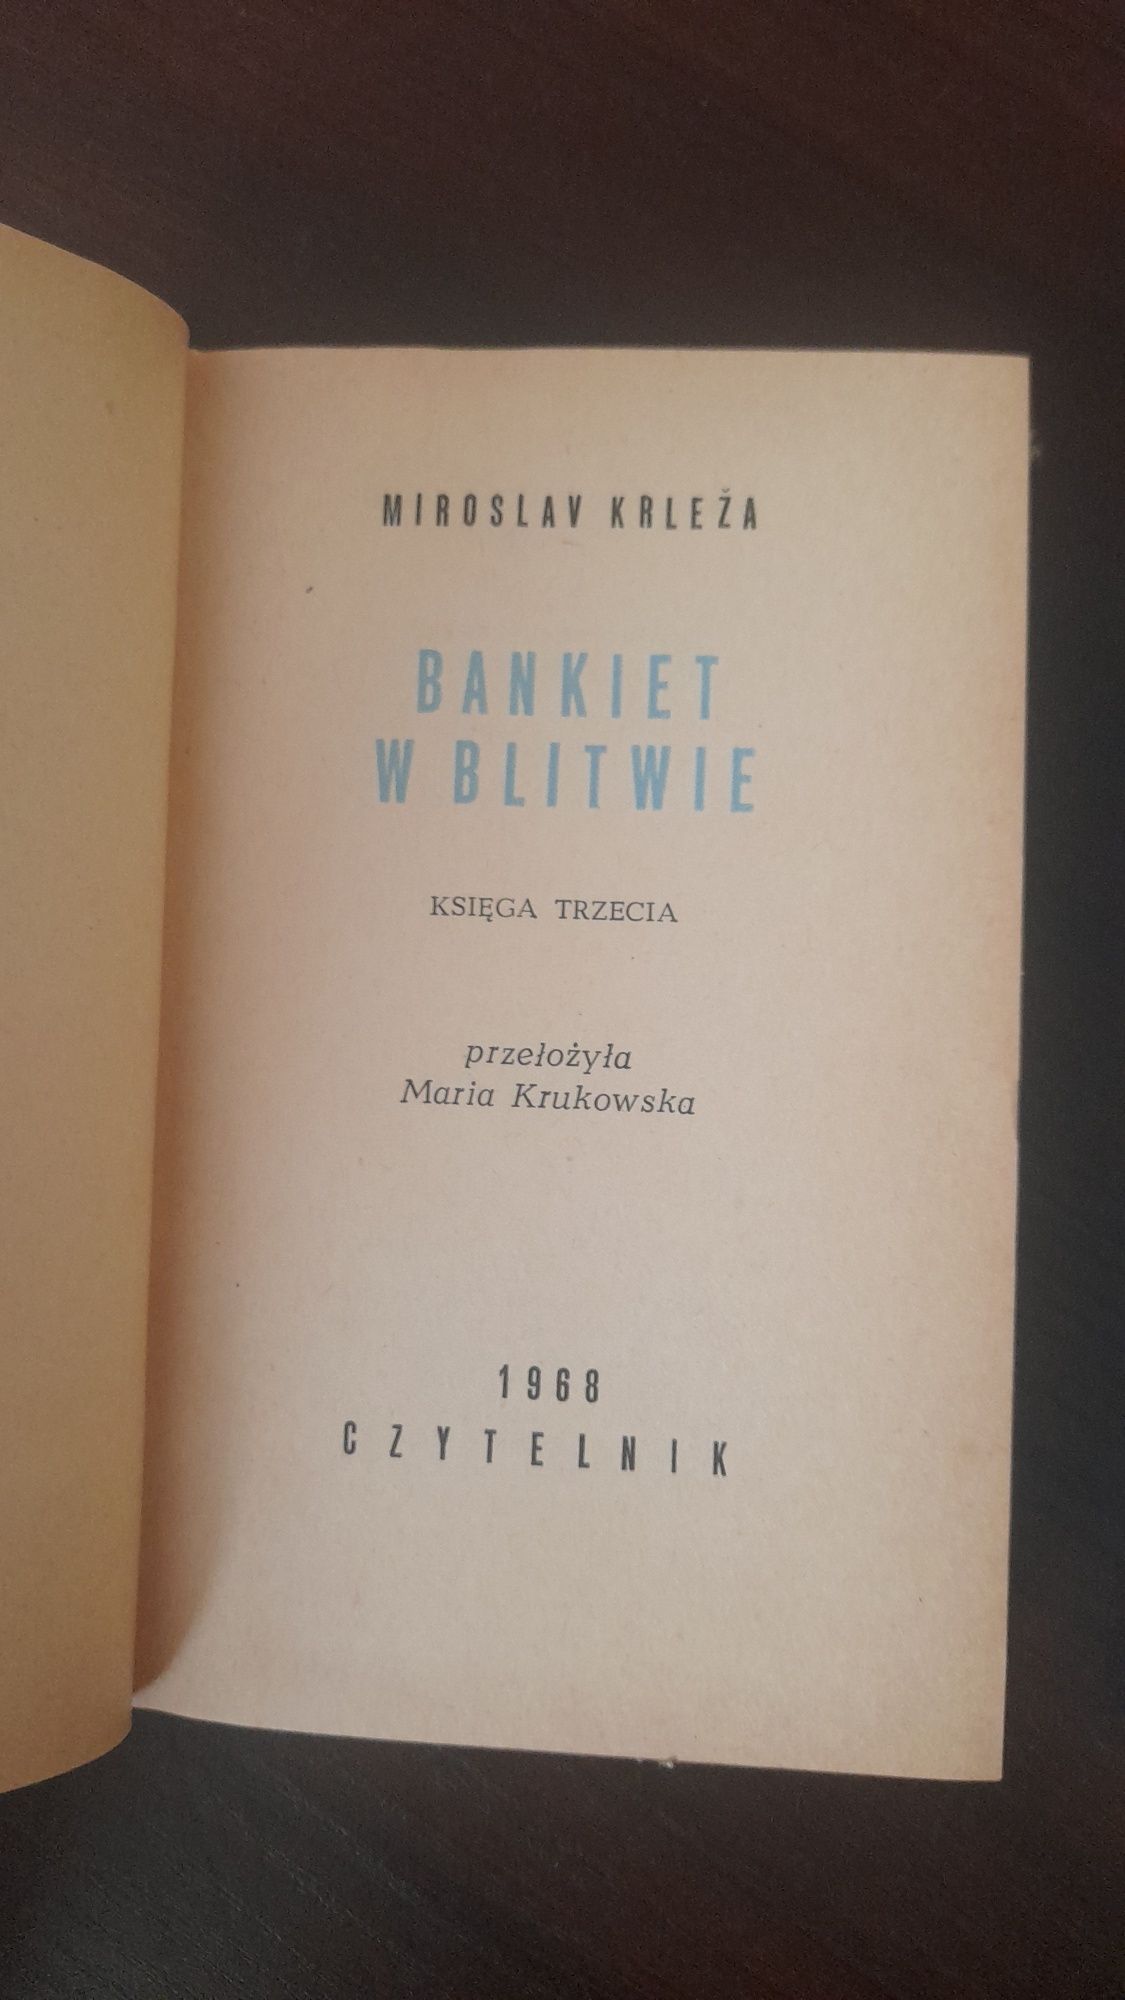 MIROSLAV KRLEŽA
BANKIET
W BLITWIE
KSIĘGA TRZECIA
przełożyła
Maria Krukowska
1968
CZYTELNIK